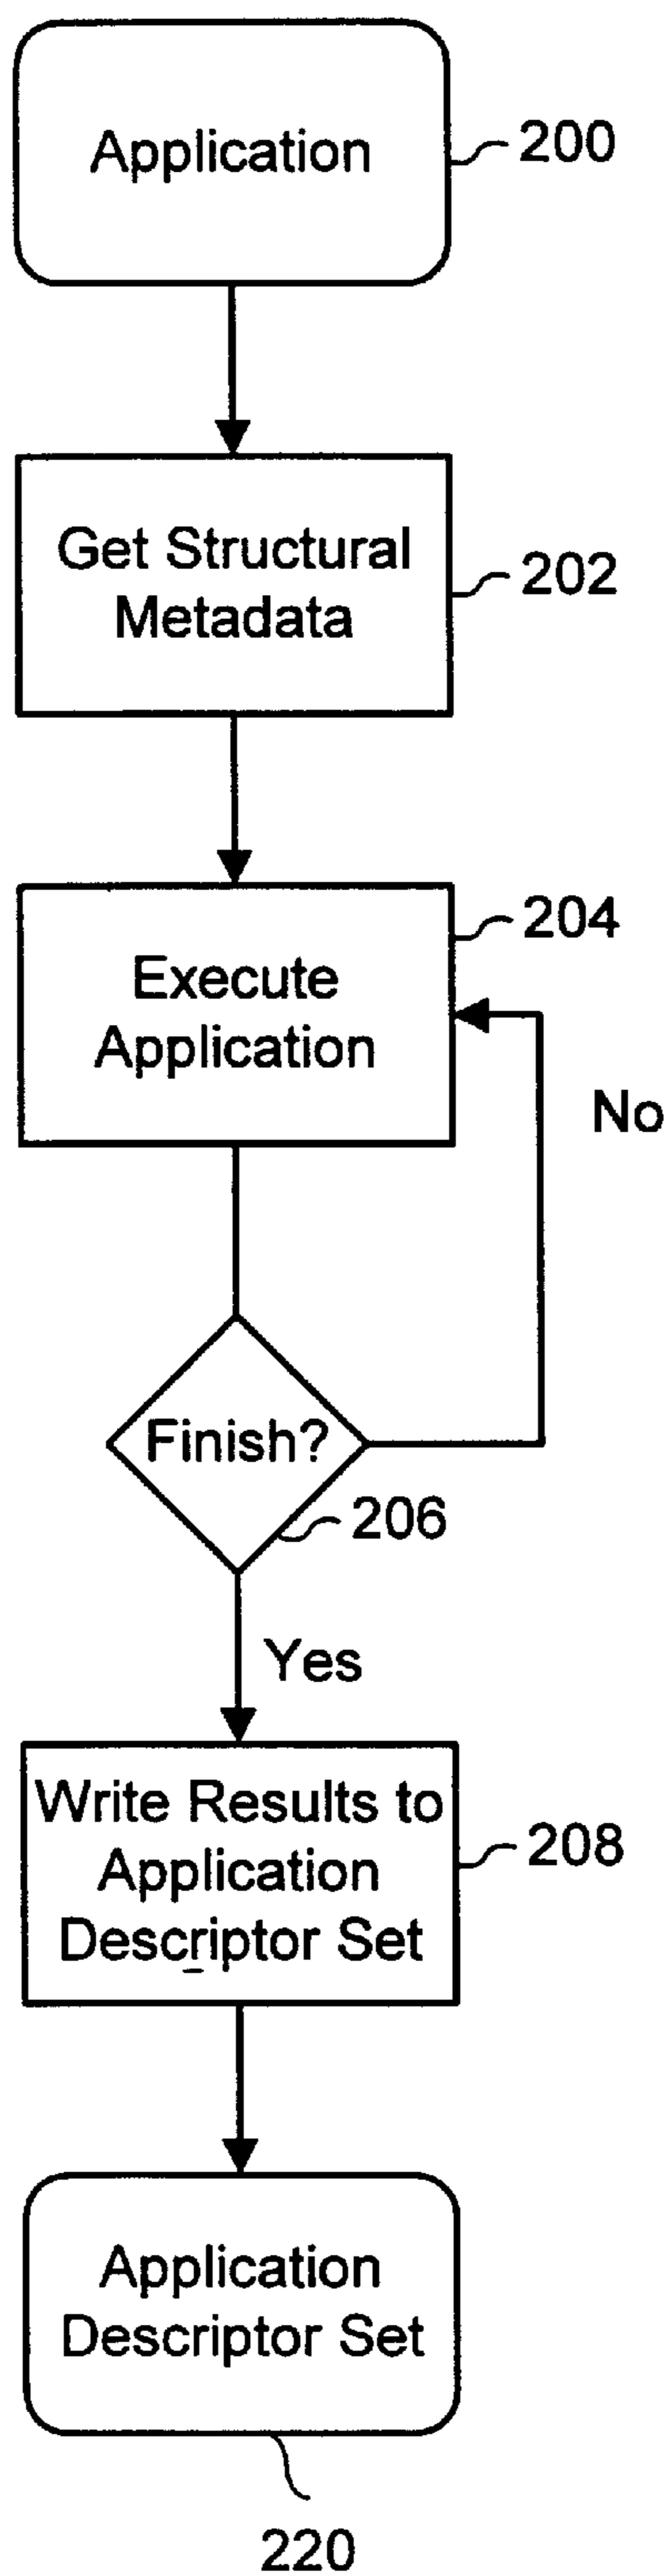 Application
200
Get Structural
Metadata
202
204
Execute
Application
No
Finish?
206
Yes
Write Results to
Application
Descriptor Set
208
Application
Descriptor Set
220